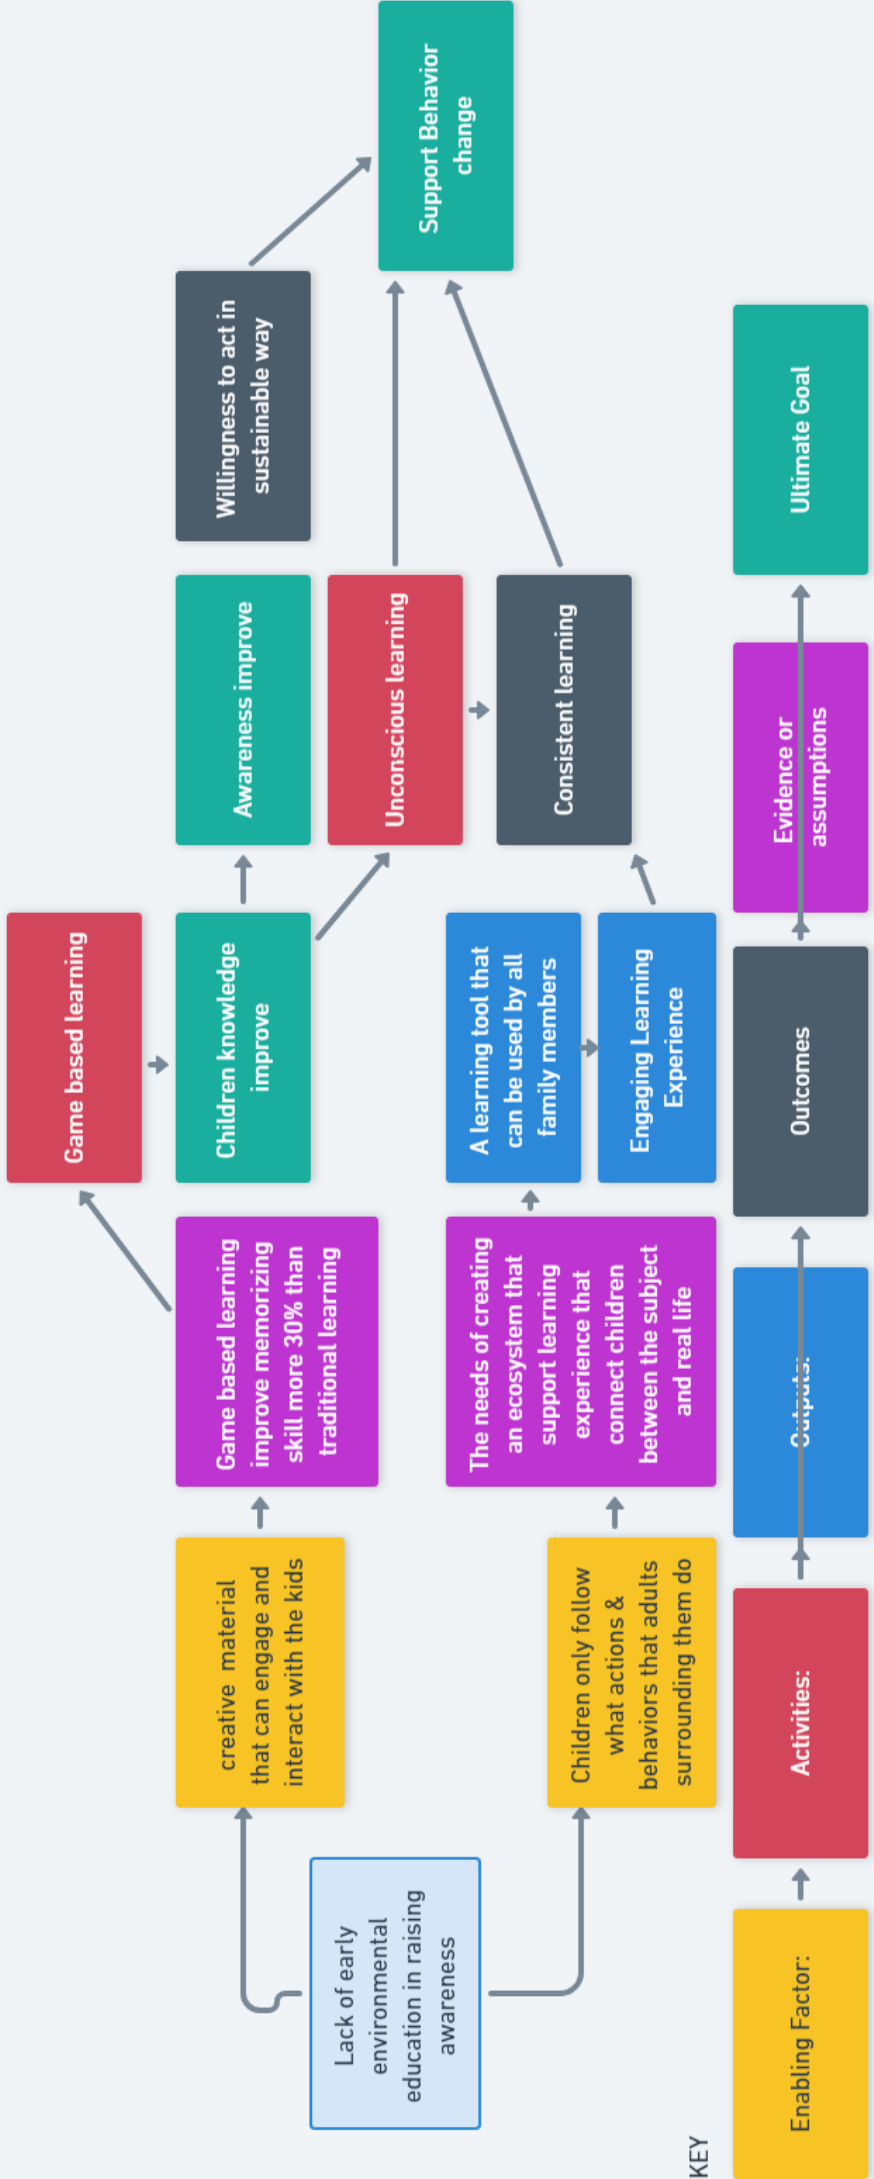 Lack of early
environmental
education in raising
awareness
creative  material
that can engage and
interact with the kids
Game based learning
improve memorizing
skill more 30% than
traditional learning
Game based learning
Children knowledge
improve
Awareness improve
Willingness to act in
sustainable way
Unconscious learning
Support Behavior
change
Children only follow
what actions &
behaviors that adults
surrounding them do
The needs of creating
an ecosystem that
support learning
experience that
connect children
between the subject
and real life
A learning tool that
can be used by all
family members
Engaging Learning
Experience
Consistent learning
KEY
Enabling Factor:
Activities:
Outputs:
Outcomes
Evidence or
assumptions
Ultimate Goal